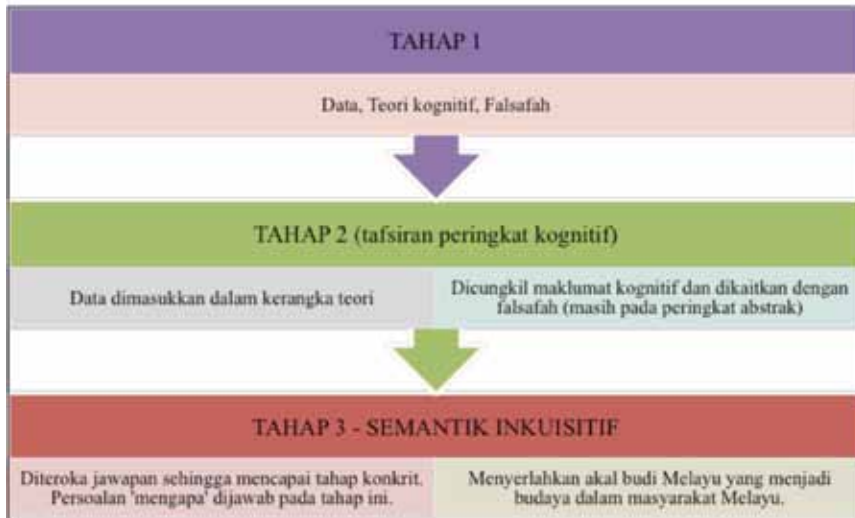 TAHAP 1
Data, Teori kognitif, Falsafah
TAHAP 2 (tafsiran peringkat kognitif)
Data dimasukkan dalam kerangka teori
Dicungkil maklumat kognitif dan dikaitkan dengan
falsafah (masih pada peringkat abstrak)
TAHAP 3 - SEMANTIK INKUISITIF
Diteroka jawapan sehingga mencapai tahap konkrit.
Persoalan 'mengapa' dijawab pada tahap ini.
Menyerlahkan akal budi Melayu yang menjadi
budaya dalam masyarakat Melayu.